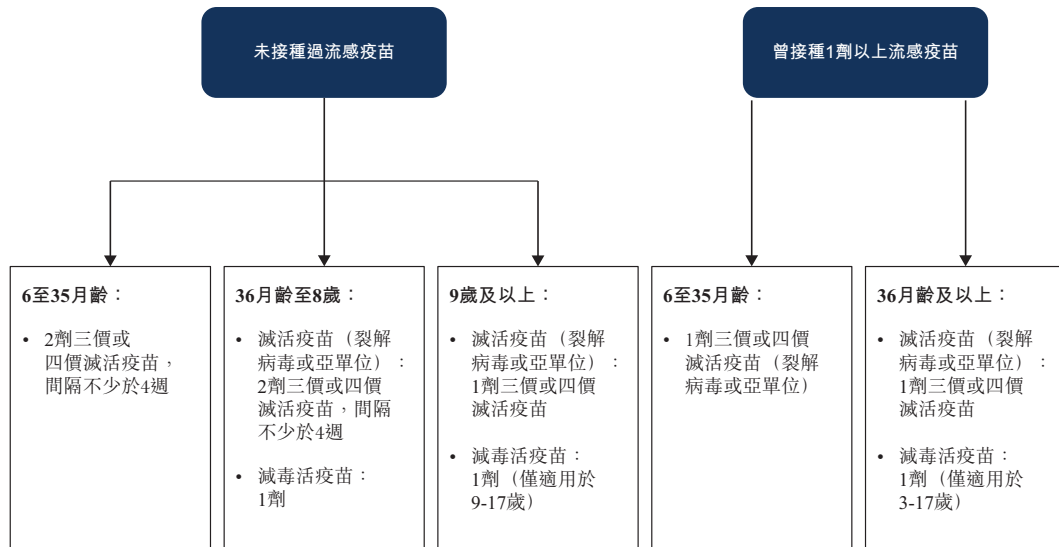 未接種過流感疫苗
曾接種1劑以上流感疫苗
6至35月齡：
• 2劑三價或
四價滅活疫苗，
間隔不少於4週
36月齡至8歲：
• 滅活疫苗（裂解
病毒或亞單位）：
2劑三價或四價
滅活疫苗，間隔
不少於4週
• 減毒活疫苗：
1劑
9歲及以上：
• 滅活疫苗（裂解
病毒或亞單位）：
1劑三價或四價
滅活疫苗
• 減毒活疫苗：
1劑（僅適用於
9-17歲）
6至35月齡：
• 1劑三價或四價
滅活疫苗（裂解
病毒或亞單位）
36月齡及以上：
• 滅活疫苗（裂解
病毒或亞單位）：
1劑三價或四價
滅活疫苗
• 減毒活疫苗：
1劑（僅適用於
3-17歲）